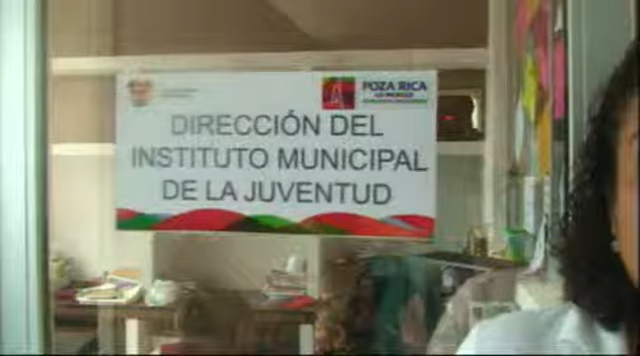 POZA RICA
DIRECCIÓN DEL
INSTITUTO MUNICIPAL
DE LA JUVENTUD